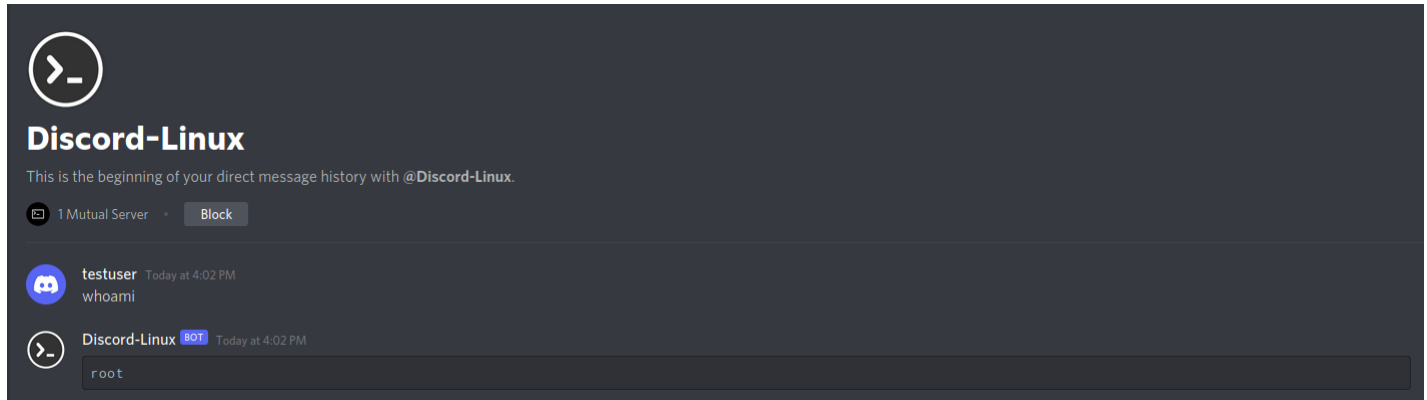 Discord-Linux
This is the beginning of your direct message history with @Discord-Linux.
1 Mutual Server • Block
testuser Today at 4:02 PM
whoami
Discord-Linux BOT Today at 4:02 PM
root